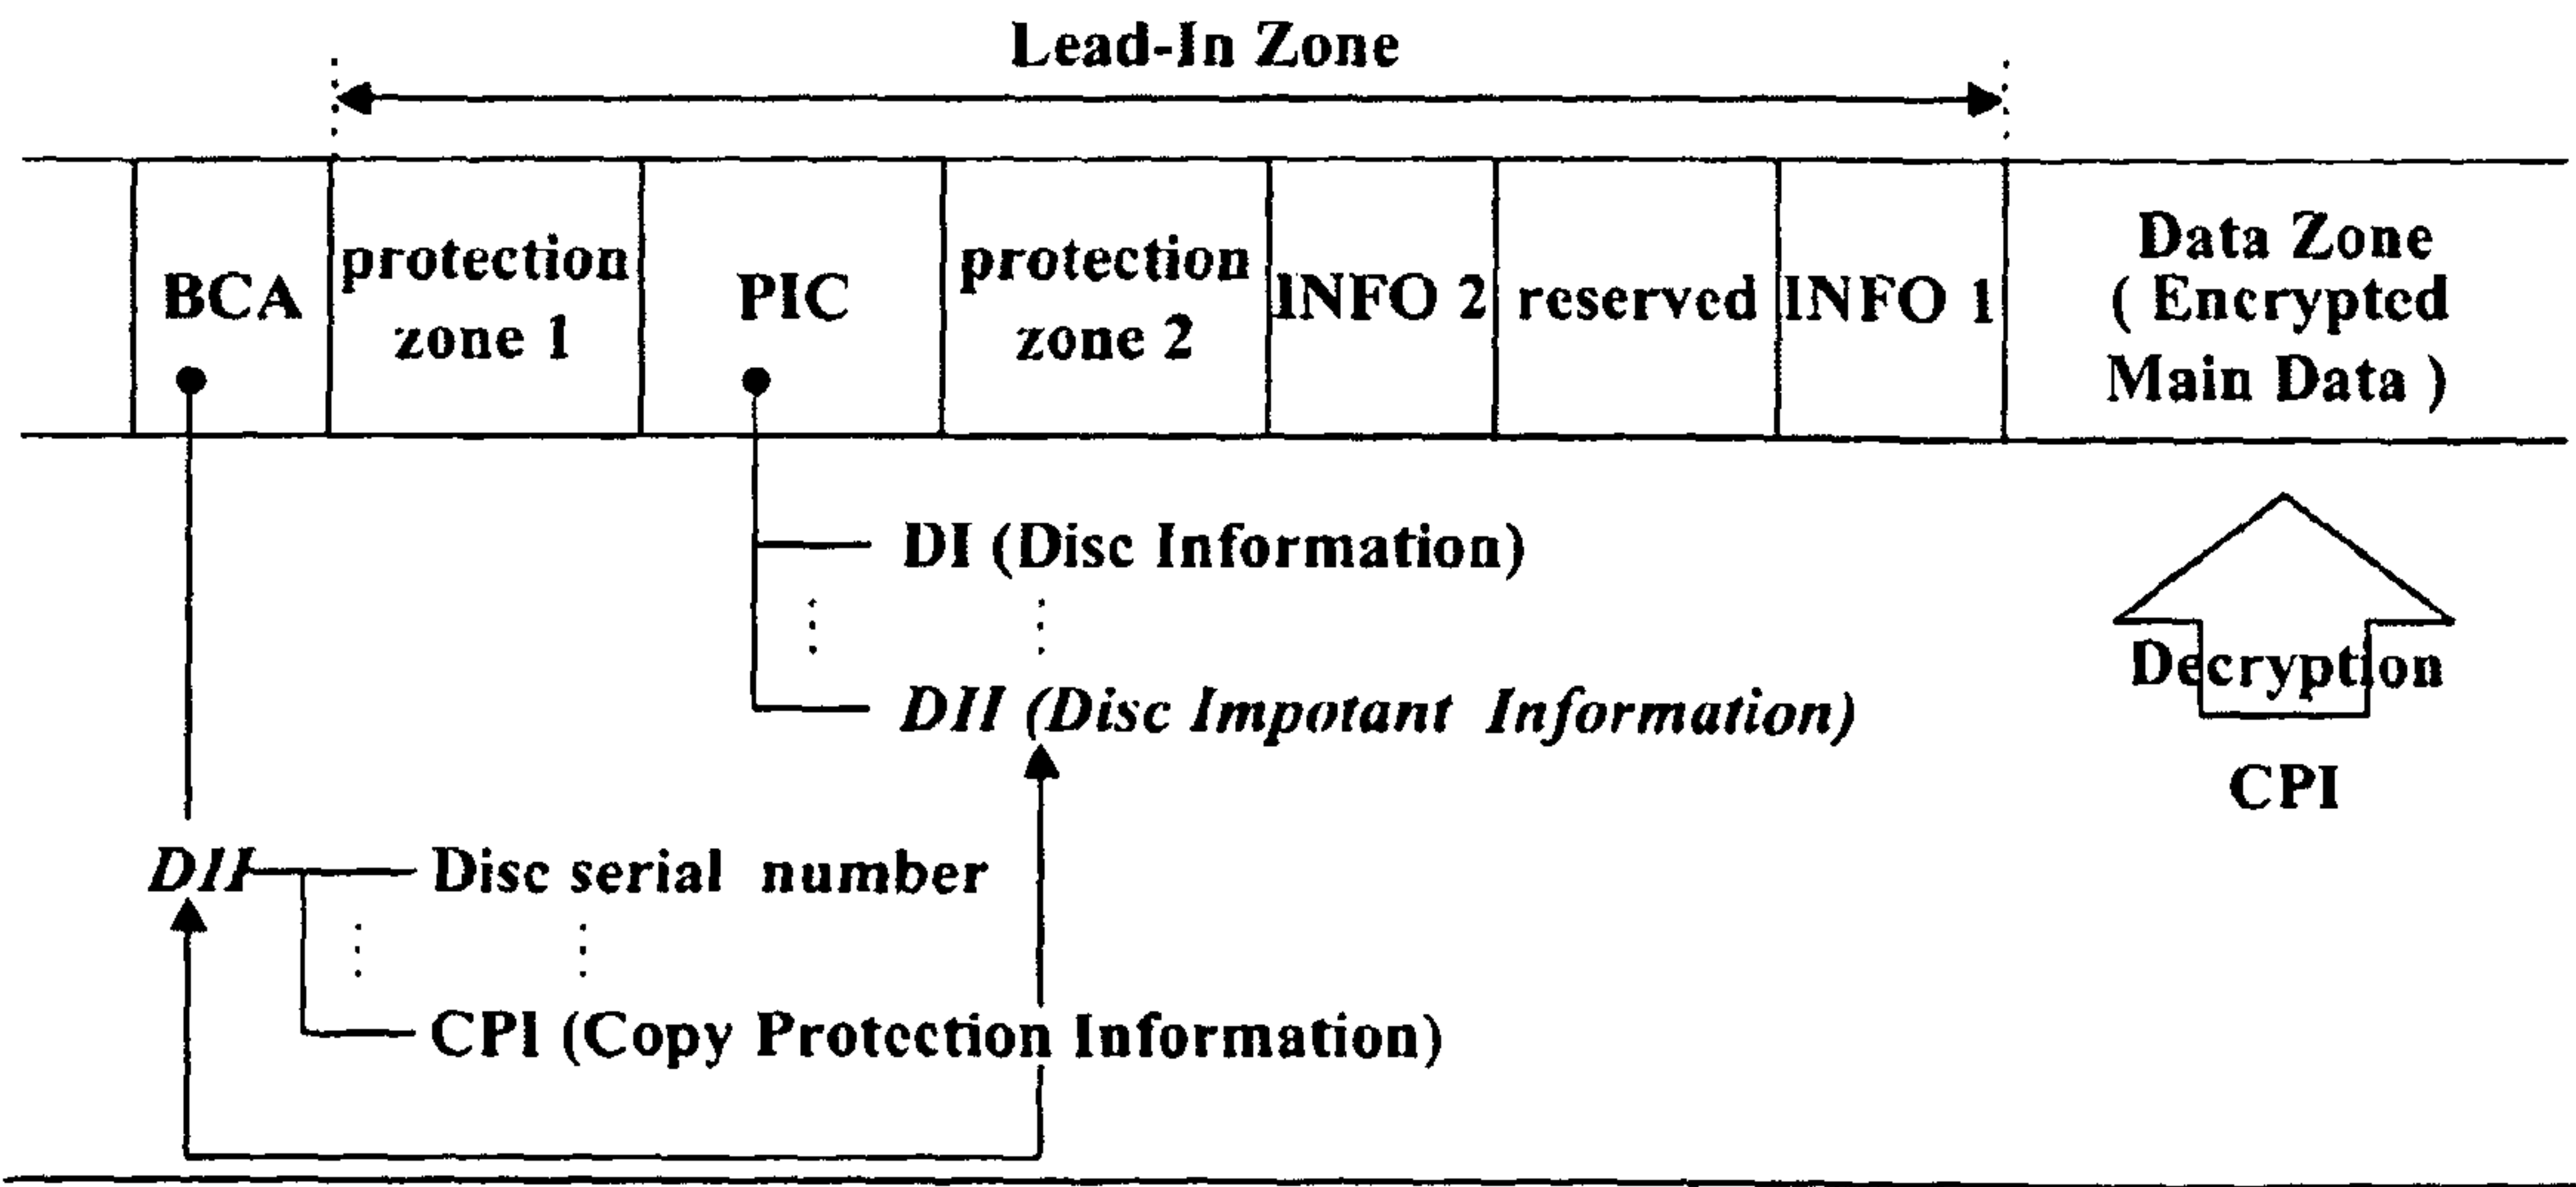 Lead-In Zone
BCA
protection
zone 1
PIC
protection
zone 2
INFO 2
reserved
INFO 1
Data Zone
( Encrypted
Main Data )
DI (Disc Information)
DII (Disc Impotant Information)
Decryption
CPI
DII
Disc serial number
CPI (Copy Protection Information)